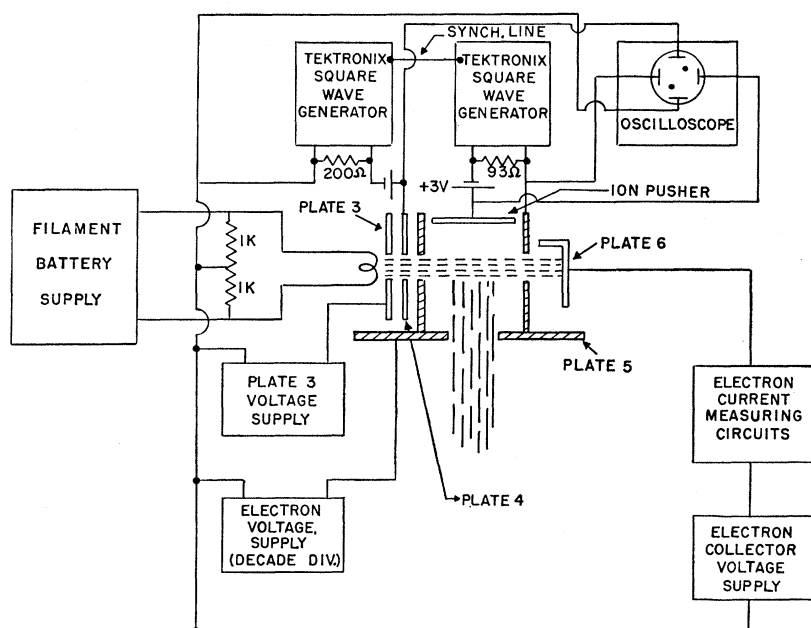 SYNCH. LINE
TEKTRONIX
SQUARE
WAVE
GENERATOR
TEKTRONIX
SQUARE
WAVE
GENERATOR
OSCILLOSCOPE
200Ω
+3V
93Ω
ION PUSHER
PLATE 3
PLATE 6
FILAMENT
BATTERY
SUPPLY
1K
1K
PLATE 5
PLATE 3
VOLTAGE
SUPPLY
ELECTRON
CURRENT
MEASURING
CIRCUITS
PLATE 4
ELECTRON
VOLTAGE,
SUPPLY
(DECADE DIV.)
ELECTRON
COLLECTOR
VOLTAGE
SUPPLY